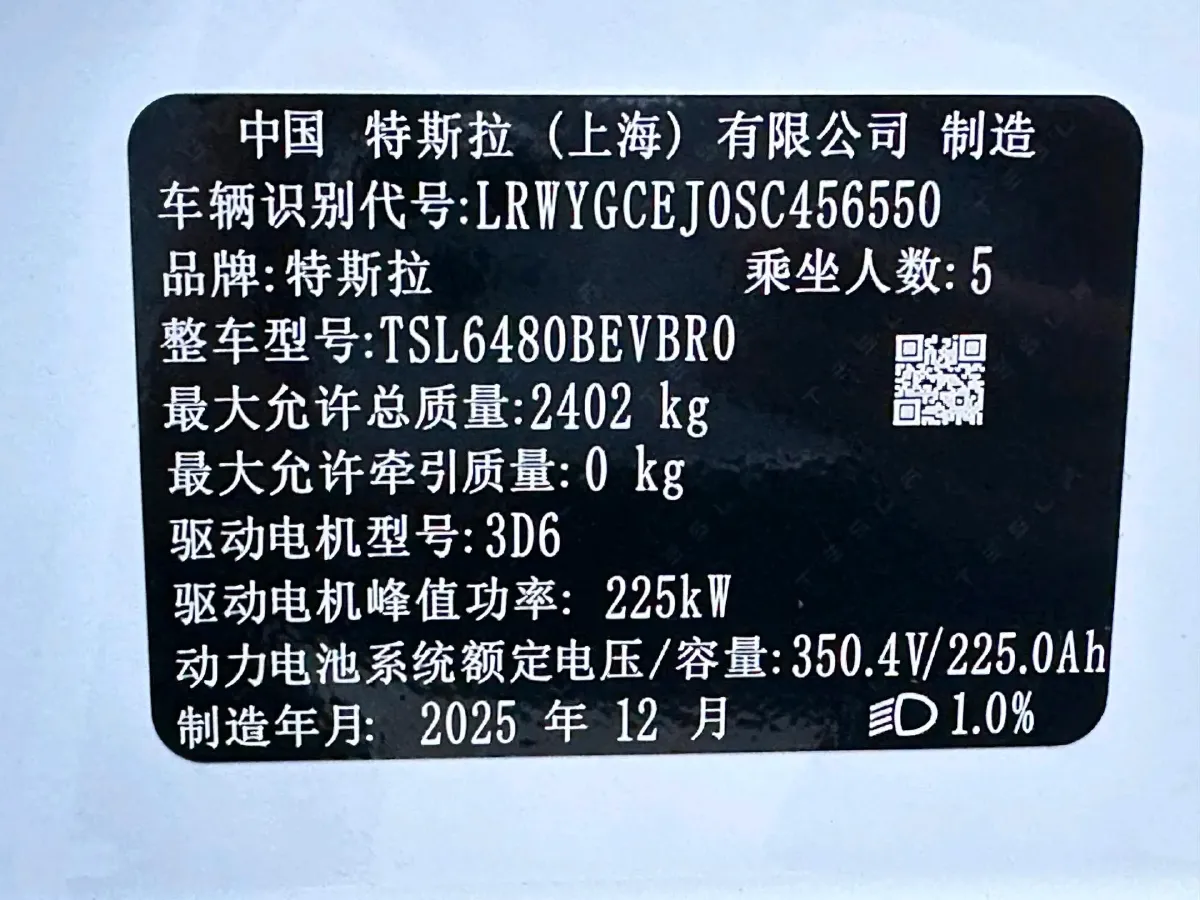 中国 特斯拉（上海）有限公司 制造
车辆识别代号:LRWYGCEJ0SC456550
品牌:特斯拉 乘坐人数:5
整车型号:TSL6480BEVBR0
最大允许总质量:2402 kg
最大允许牵引质量:0 kg
驱动电机型号:3D6
驱动电机峰值功率: 225kW
动力电池系统额定电压/容量:350.4V/225.0Ah
制造年月: 2025 年 12 月 1.0%